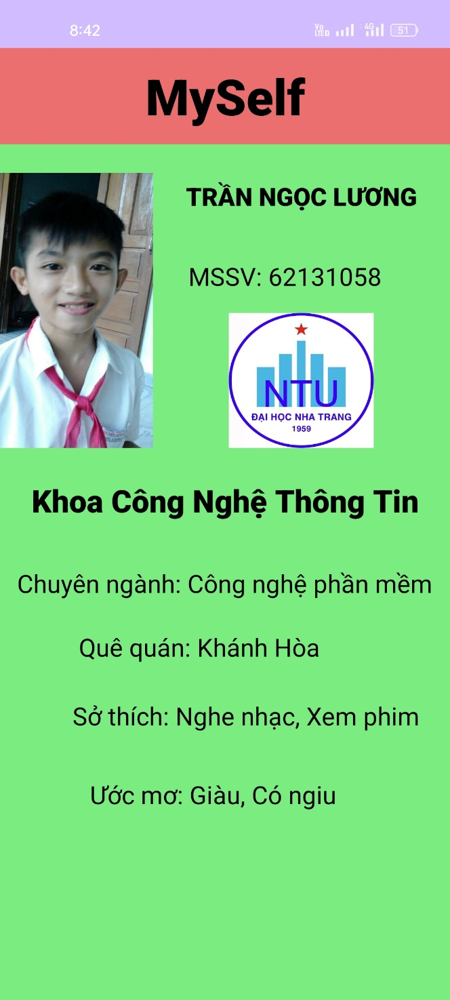 8:42
Vo
LTE D
4G
51
MySelf
TRẦN NGỌC LƯƠNG
MSSV: 62131058
NTU
ĐẠI HỌC NHA TRANG
1959
Khoa Công Nghệ Thông Tin
Chuyên ngành: Công nghệ phần mềm
Quê quán: Khánh Hòa
Sở thích: Nghe nhạc, Xem phim
Ước mơ: Giàu, Có ngiu